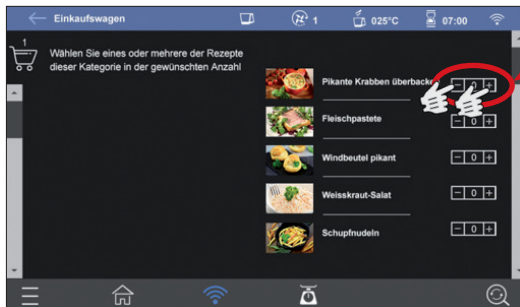 Einkaufswagen
1
025°C
07:00
1
Wählen Sie eines oder mehrere der Rezepte
dieser Kategorie in der gewünschten Anzahl
Pikante Krabben überbacke
- 0 +
Fleischpastete
- 0 +
Windbeutel pikant
- 0 +
Weisskraut-Salat
- 0 +
Schupfnudeln
- 0 +